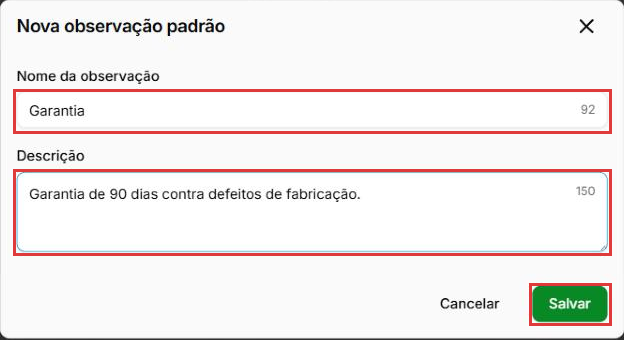 Nova observação padrão
Nome da observação
Garantia 92
Descrição
Garantia de 90 dias contra defeitos de fabricação. 150
Cancelar Salvar